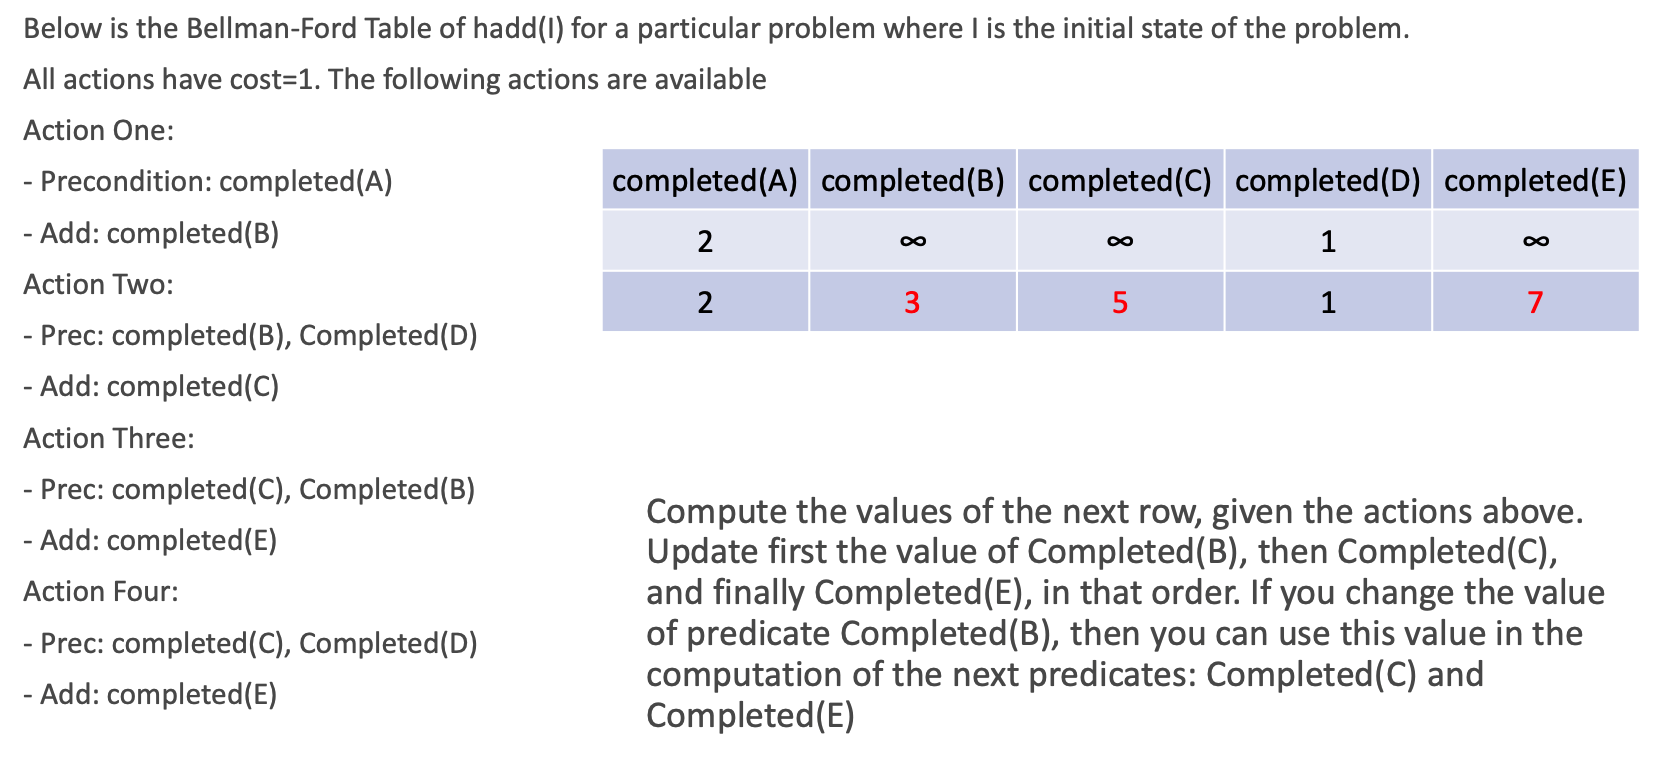 Below is the Bellman-Ford Table of hadd(I) for a particular problem where I is the initial state of the problem.
All actions have cost=1. The following actions are available
Action One:
- Precondition: completed(A)
- Add: completed(B)
Action Two:
- Prec: completed(B), Completed(D)
- Add: completed(C)
Action Three:
- Prec: completed(C), Completed(B)
- Add: completed(E)
Action Four:
- Prec: completed(C), Completed(D)
- Add: completed(E)
completed(A) completed(B) completed(C) completed(D) completed(E)
2 ∞ ∞ 1 ∞
2 3 5 1 7
Compute the values of the next row, given the actions above.
Update first the value of Completed(B), then Completed(C),
and finally Completed(E), in that order. If you change the value
of predicate Completed(B), then you can use this value in the
computation of the next predicates: Completed(C) and
Completed(E)